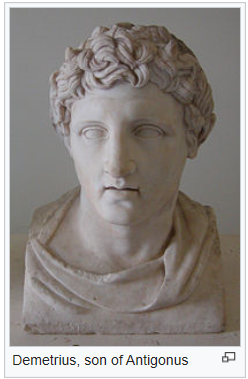 Demetrius, son of Antigonus